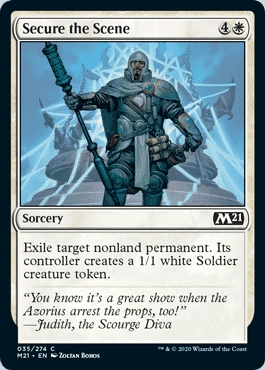 Secure the Scene 4
Sorcery M21
Exile target nonland permanent. Its
controller creates a 1/1 white Soldier
creature token.
“You know it’s a great show when the
Azorius arrest the props, too!”
—Judith, the Scourge Diva
035/274 C
M21 • EN ZOLTAN BOROS
™ & © 2020 Wizards of the Coast